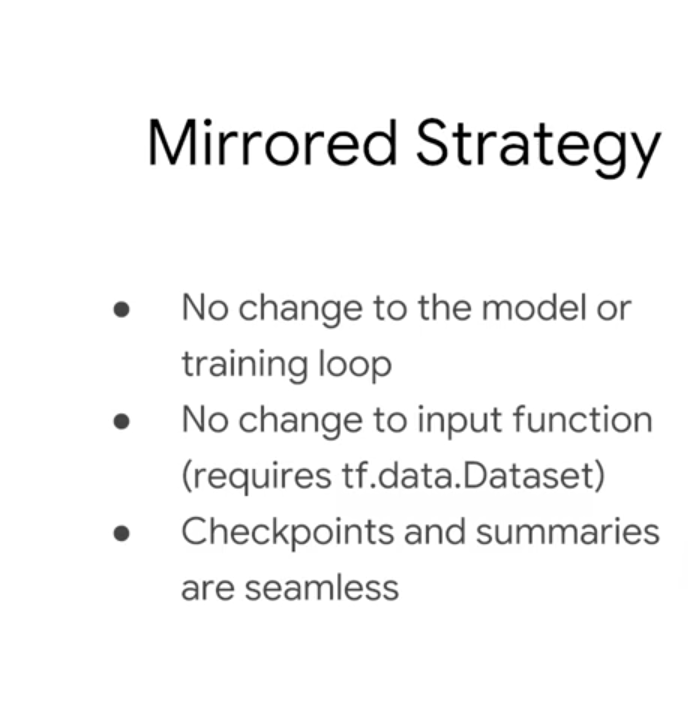 Mirrored Strategy
● No change to the model or
training loop
● No change to input function
(requires tf.data.Dataset)
● Checkpoints and summaries
are seamless